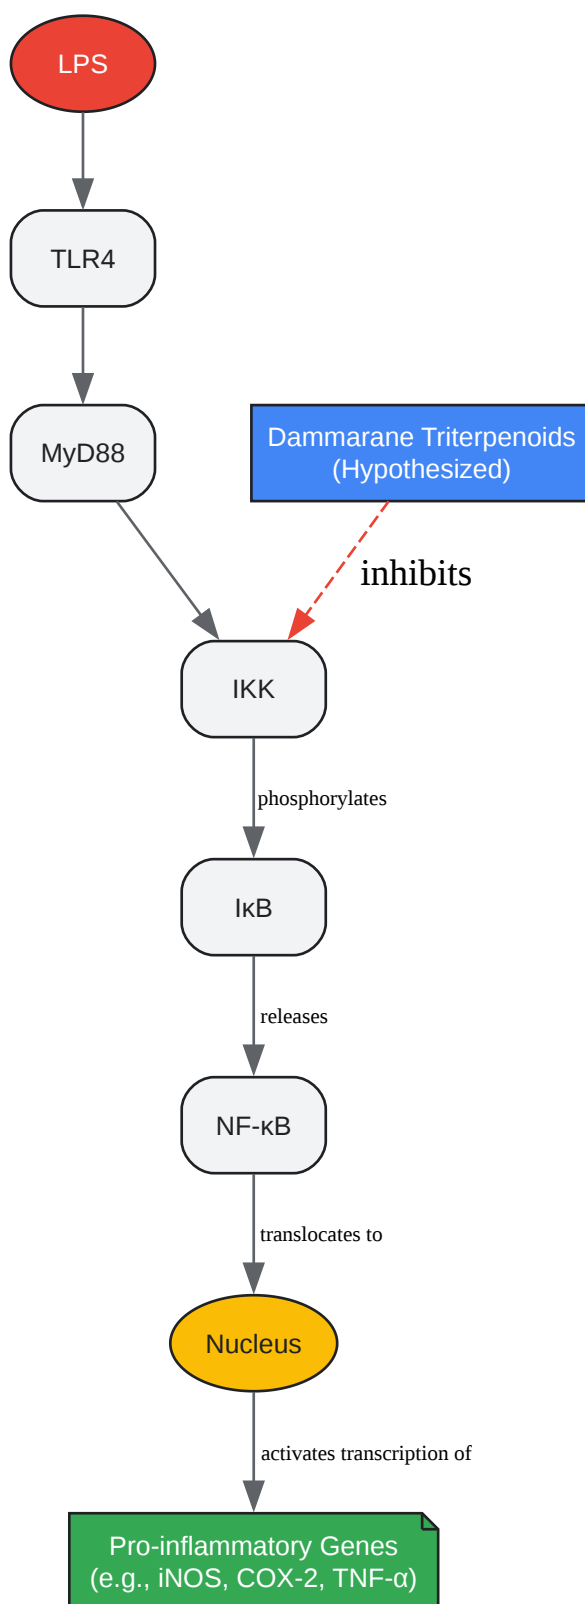 LPS
TLR4
MyD88
Dammarane Triterpenoids
(Hypothesized)
inhibits
IKK
phosphorylates
IκB
releases
NF-κB
translocates to
Nucleus
activates transcription of
Pro-inflammatory Genes
(e.g., iNOS, COX-2, TNF-α)